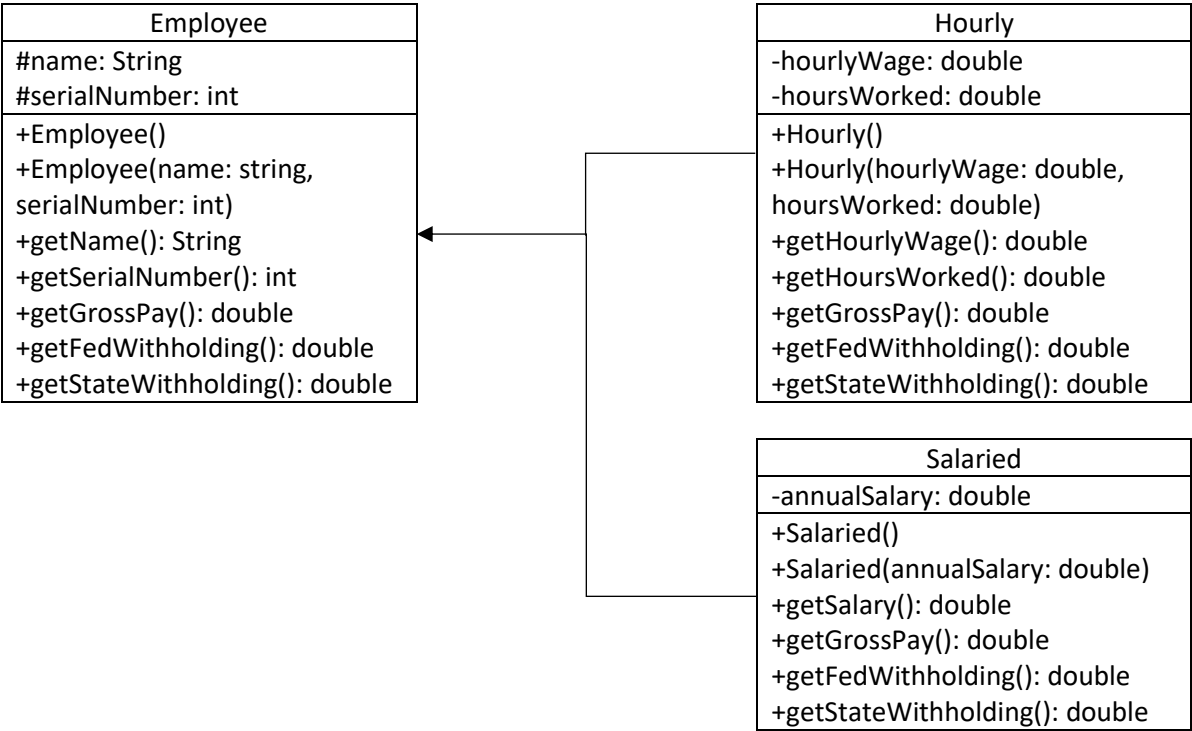 Employee
#name: String
#serialNumber: int
+Employee()
+Employee(name: string,
serialNumber: int)
+getName(): String
+getSerialNumber(): int
+getGrossPay(): double
+getFedWithholding(): double
+getStateWithholding(): double
Hourly
-hourlyWage: double
-hoursWorked: double
+Hourly()
+Hourly(hourlyWage: double,
hoursWorked: double)
+getHourlyWage(): double
+getHoursWorked(): double
+getGrossPay(): double
+getFedWithholding(): double
+getStateWithholding(): double
Salaried
-annualSalary: double
+Salaried()
+Salaried(annualSalary: double)
+getSalary(): double
+getGrossPay(): double
+getFedWithholding(): double
+getStateWithholding(): double